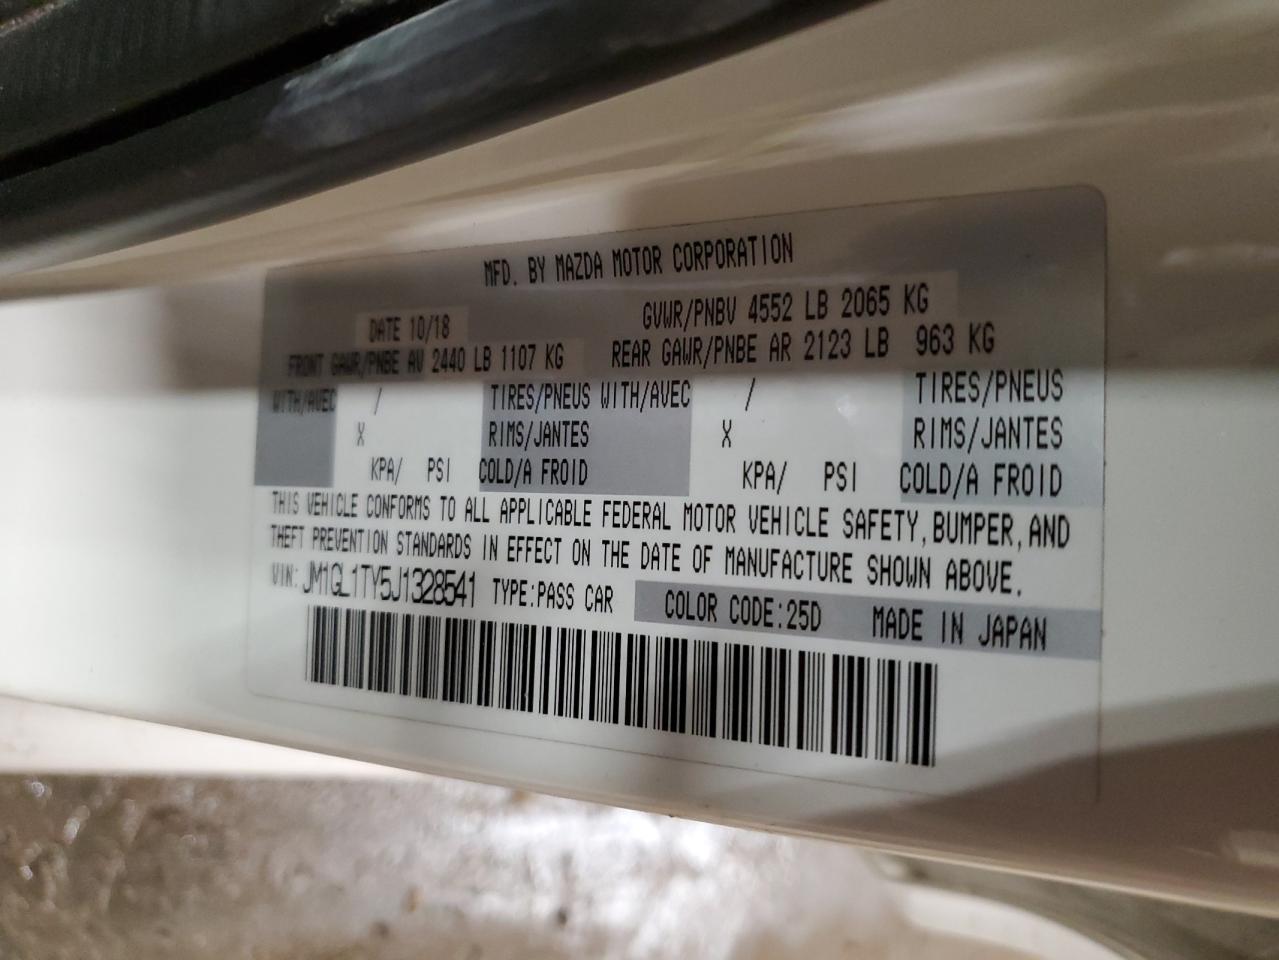 MFD. BY MAZDA MOTOR CORPORATION
DATE 10/18 GVWR/PNBV 4552 LB 2065 KG
FRONT GAWR/PNBE AV 2440 LB 1107 KG REAR GAWR/PNBE AR 2123 LB 963 KG
WITH/AVEC / TIRES/PNEUS WITH/AVEC / TIRES/PNEUS
X RIMS/JANTES X RIMS/JANTES
KPA/ PSI COLD/A FROID KPA/ PSI COLD/A FROID
THIS VEHICLE CONFORMS TO ALL APPLICABLE FEDERAL MOTOR VEHICLE SAFETY, BUMPER, AND
THEFT PREVENTION STANDARDS IN EFFECT ON THE DATE OF MANUFACTURE SHOWN ABOVE.
VIN: JM1GL1TY5J1328541 TYPE:PASS CAR COLOR CODE:25D MADE IN JAPAN